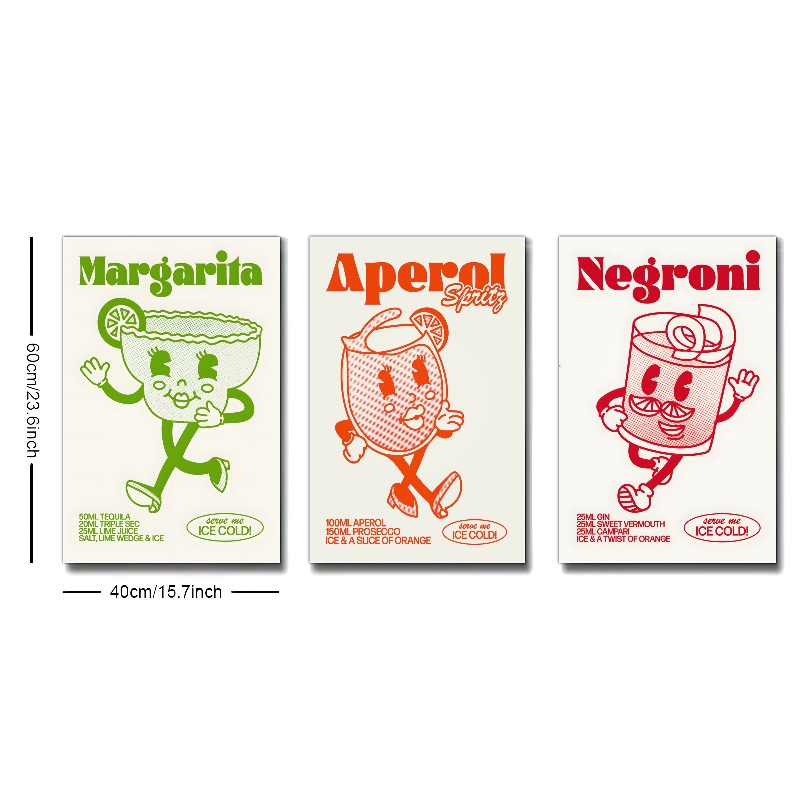 Margarita
50ML TEQUILA
20ML TRIPLE SEC
25ML LIME JUICE
SALT, LIME WEDGE & ICE
serve me
ICE COLD!
Aperol
Spritz
100ML APEROL
150ML PROSECCO
ICE & A SLICE OF ORANGE
serve me
ICE COLD!
Negroni
25ML GIN
25ML SWEET VERMOUTH
25ML CAMPARI
ICE & A TWIST OF ORANGE
serve me
ICE COLD!
60cm/23.6inch
40cm/15.7inch